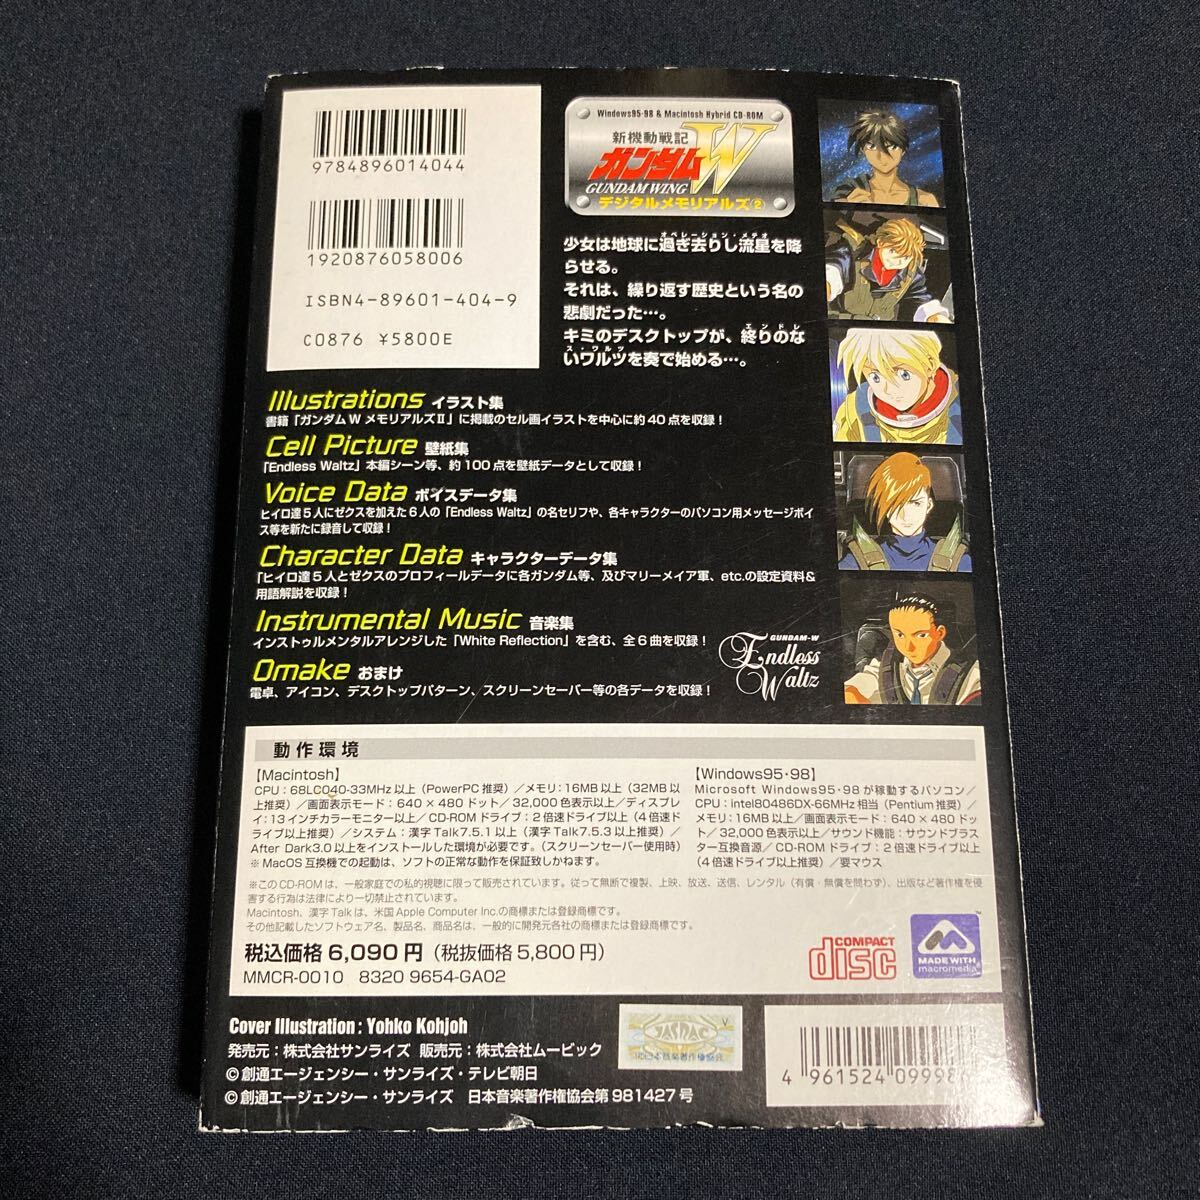 9784896014044
1920876058006
ISBN4-89601-404-9
C0876 ¥5800E
Windows95・98 & Macintosh Hybrid CD-ROM
新機動戦記
ガンダムW
GUNDAM WING
デジタルメモリアルズ②
少女は地球に過ぎ去りし流星を降
オペレーション・メテオ
らせる。
それは、繰り返す歴史という名の
悲劇だった…。
キミのデスクトップが、終りのな
エンドレ
いワルツを奏で始める…。
ス・ワルツ
Illustrations イラスト集
書籍「ガンダムW メモリアルズⅡ」に掲載のセル画イラストを中心に約40点を収録！
Cell Picture 壁紙集
「Endless Waltz」本編シーン等、約100点を壁紙データとして収録！
Voice Data ボイスデータ集
ヒイロ達5人にゼクスを加えた6人の「Endless Waltz」の名セリフや、各キャラクターのパソコン用メッセージボイ
ス等を新たに録音して収録！
Character Data キャラクターデータ集
「ヒイロ達5人とゼクスのプロフィールデータに各ガンダム等、及びマリーメイア軍、etc.の設定資料&
用語解説を収録！
Instrumental Music 音楽集
インストゥルメンタルアレンジした「White Reflection」を含む、全6曲を収録！
Omake おまけ
電卓、アイコン、デスクトップパターン、スクリーンセーバー等の各データを収録！
GUNDAM-W
Endless
Waltz
動作環境
【Macintosh】
CPU：68LC040-33MHz以上（PowerPC推奨）／メモリ：16MB以上（32MB以
上推奨）／画面表示モード：640×480ドット／32,000色表示以上／ディスプレ
イ：13インチカラーモニター以上／CD-ROMドライブ：2倍速ドライブ以上（4倍速ド
ライブ以上推奨）／システム：漢字Talk7.5.1以上（漢字Talk7.5.3以上推奨）／
After Dark3.0以上をインストールした環境が必要です。（スクリーンセーバー使用時）
※MacOS互換機での起動は、ソフトの正常な動作を保証致しかねます。
【Windows95・98】
Microsoft Windows95・98が稼動するパソコン／
CPU：intel80486DX-66MHz相当（Pentium推奨）／
メモリ：16MB以上／画面表示モード：640×480ドッ
ト／32,000色表示以上／サウンド機能：サウンドブラス
ター互換音源／CD-ROMドライブ：2倍速ドライブ以上
（4倍速ドライブ以上推奨）／要マウス
※このCD-ROMは、一般家庭での私的視聴に限って販売されています。従って無断で複製、上映、放送、送信、レンタル（有償・無償を問わず）、出版など著作権を侵
害する行為は法律により一切禁止されています。
Macintosh、漢字Talkは、米国Apple Computer Inc.の商標または登録商標です。
その他記載したソフトウェア名、製品名、商品名は、一般的に開発元各社の商標または登録商標です。
税込価格6,090円（税抜価格5,800円）
MMCR-0010 8320 9654-GA02
COMPACT
disc
MADE WITH
macromedia
Cover Illustration : Yohko Kohjoh
発売元：株式会社サンライズ 販売元：株式会社ムービック
©創通エージェンシー・サンライズ・テレビ朝日
©創通エージェンシー・サンライズ 日本音楽著作権協会第981427号
V
JASRAC
日本音楽著作権協会
4 961524 09998